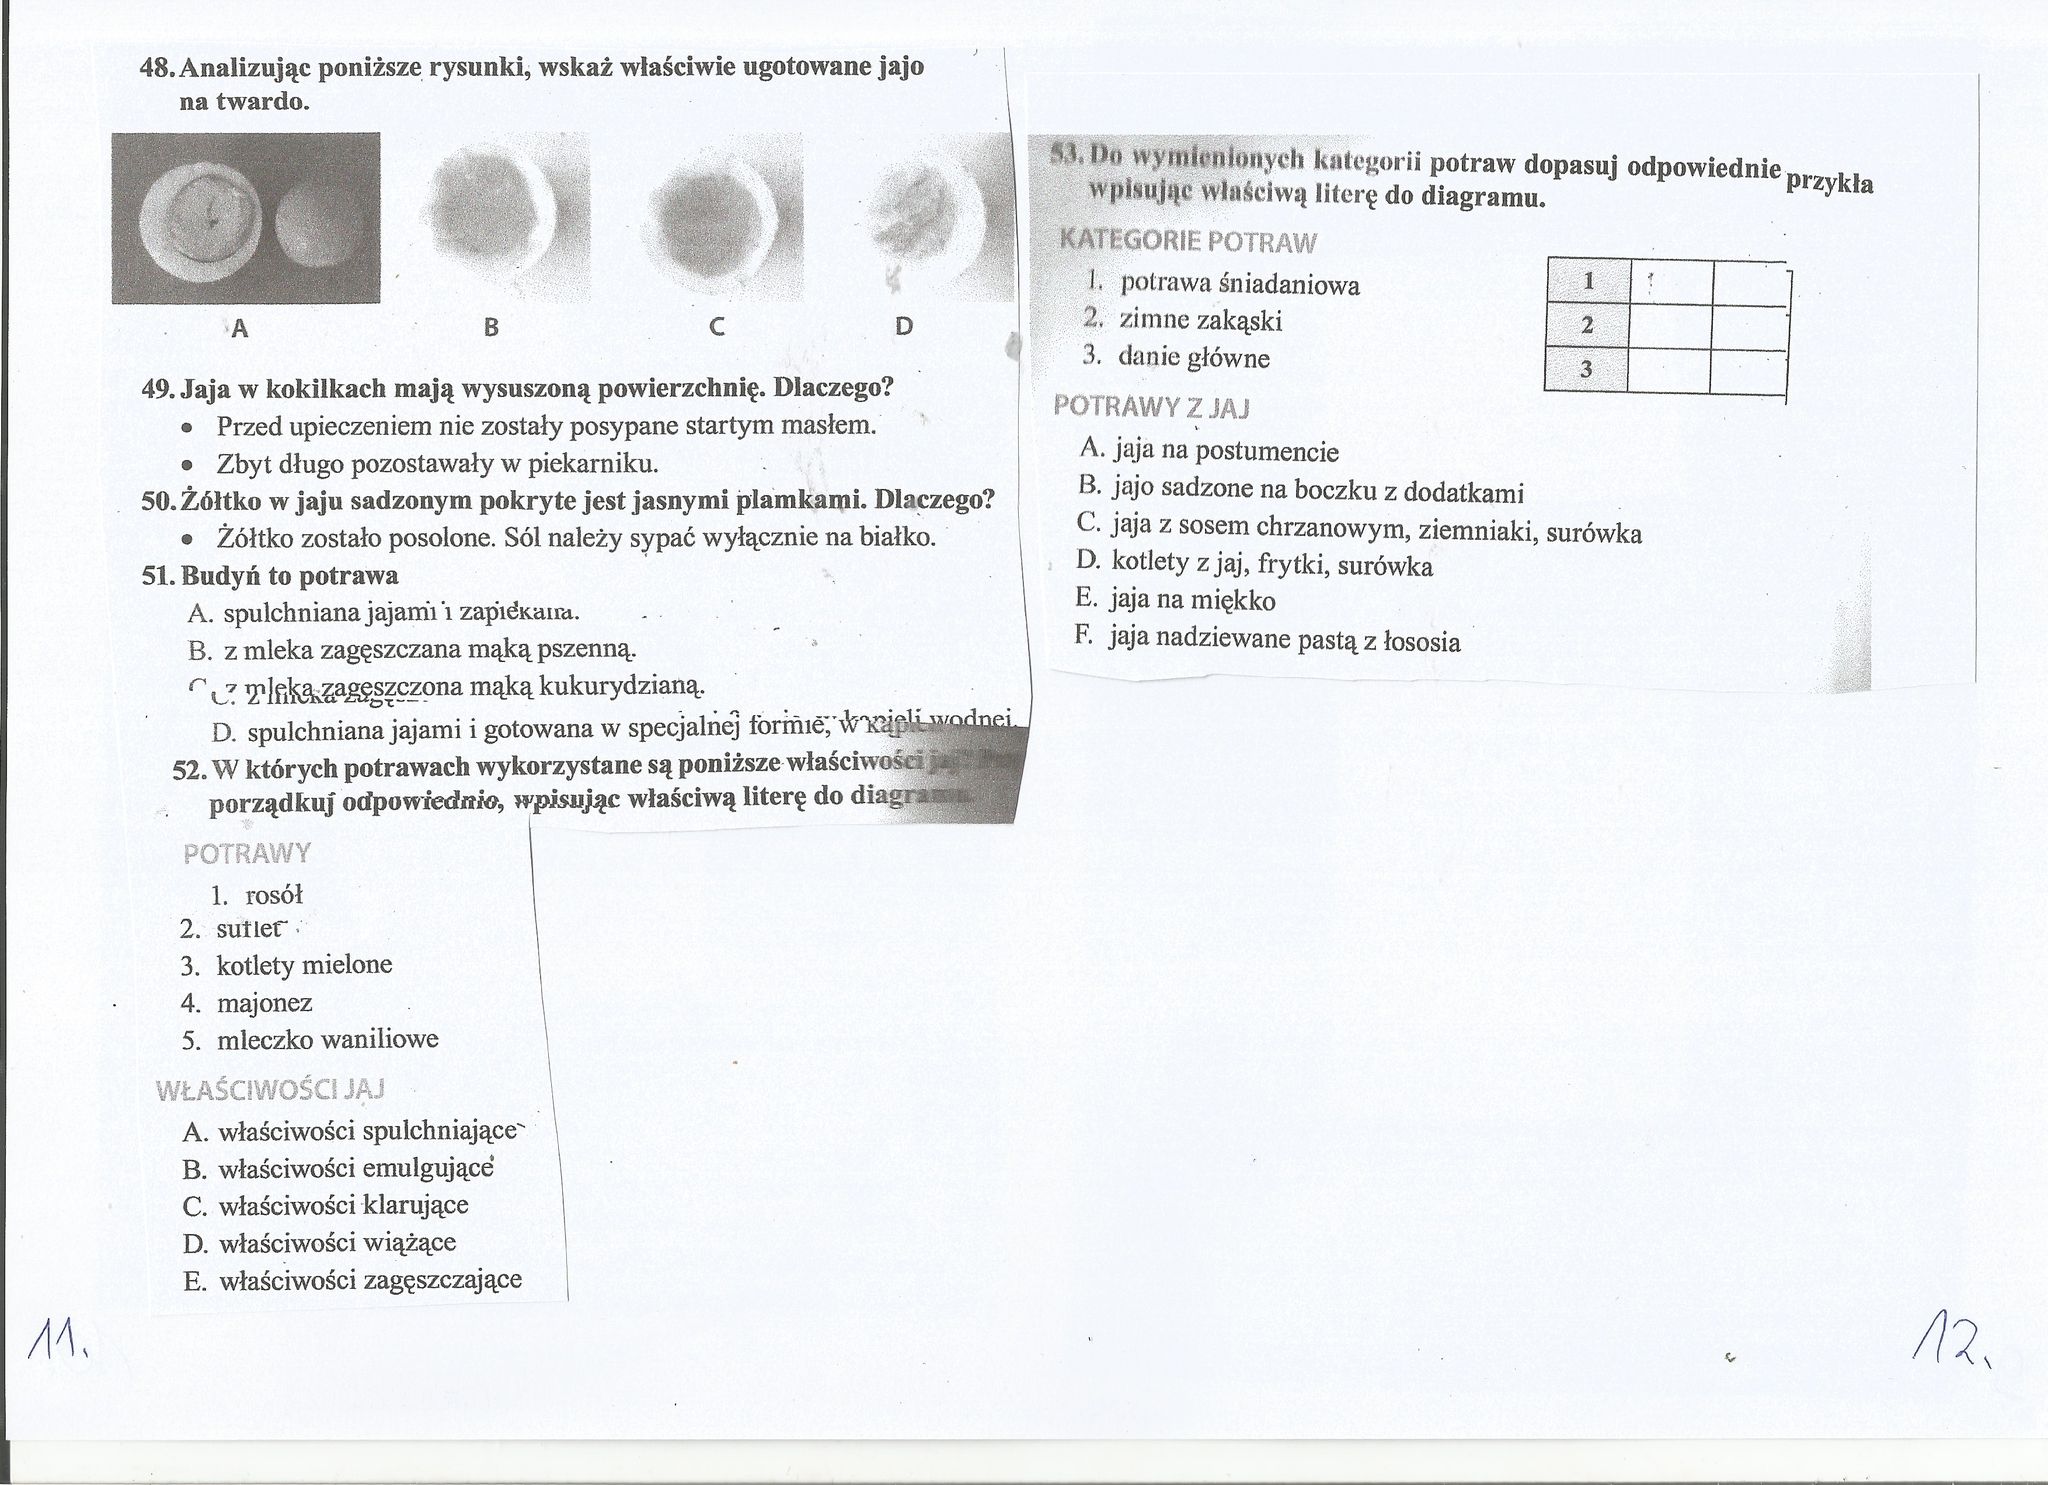 48. Analizując poniższe rysunki, wskaż właściwie ugotowane jajo
na twardo.
A
B
C
D
49. Jaja w kokilkach mają wysuszoną powierzchnię. Dlaczego?
• Przed upieczeniem nie zostały posypane startym masłem.
• Zbyt długo pozostawały w piekarniku.
50. Żółtko w jaju sadzonym pokryte jest jasnymi plamkami. Dlaczego?
• Żółtko zostało posolone. Sól należy sypać wyłącznie na białko.
51. Budyń to potrawa
A. spulchniana jajami i zapiekana.
B. z mleka zagęszczana mąką pszenną.
C. z mleka zagęszczona mąką kukurydzianą.
D. spulchniana jajami i gotowana w specjalnej formie, w kąpieli wodnej.
52. W których potrawach wykorzystane są poniższe właściwości
porządkuj odpowiednio, wpisując właściwą literę do diagramu
POTRAWY
1. rosół
2. suflet
3. kotlety mielone
4. majonez
5. mleczko waniliowe
WŁAŚCIWOŚCI JAJ
A. właściwości spulchniające
B. właściwości emulgujące
C. właściwości klarujące
D. właściwości wiążące
E. właściwości zagęszczające
11.
53. Do wymienionych kategorii potraw dopasuj odpowiednie przykła
wpisując właściwą literę do diagramu.
KATEGORIE POTRAW
1. potrawa śniadaniowa
2. zimne zakąski
3. danie główne
1
2
3
POTRAWY Z JAJ
A. jaja na postumencie
B. jajo sadzone na boczku z dodatkami
C. jaja z sosem chrzanowym, ziemniaki, surówka
D. kotlety z jaj, frytki, surówka
E. jaja na miękko
F. jaja nadziewane pastą z łososia
12.